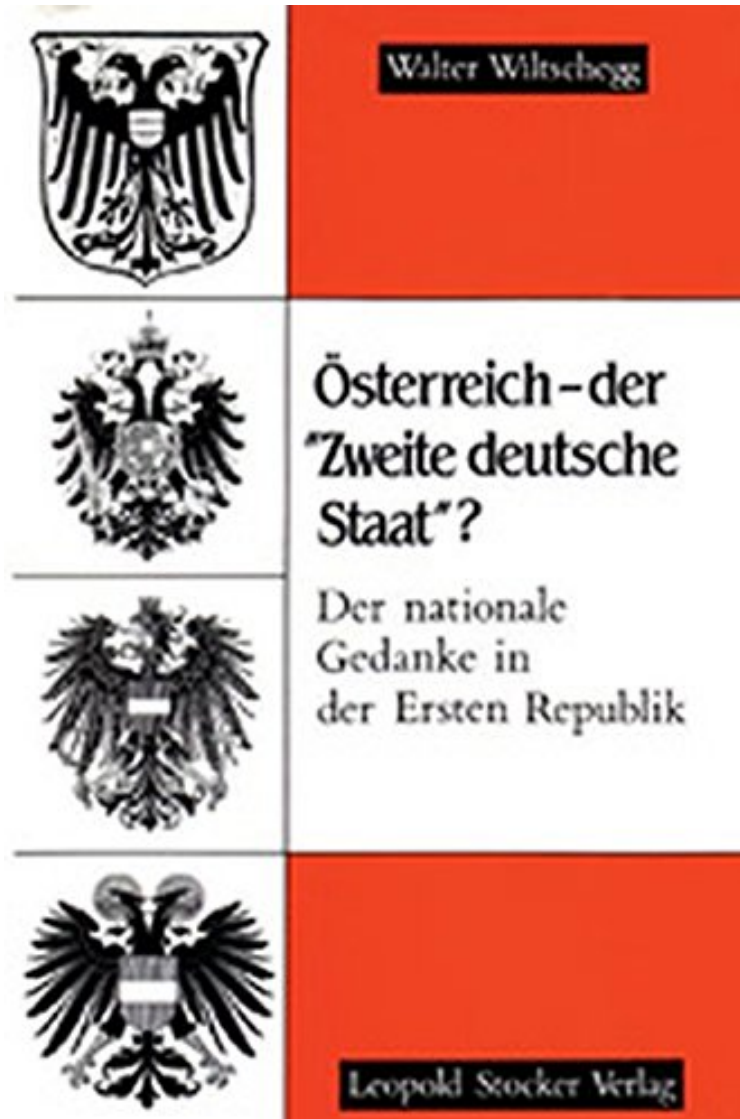 Walter Wiltschegg
Österreich – der
"Zweite deutsche
Staat"?
Der nationale
Gedanke in
der Ersten Republik
Leopold Stocker Verlag